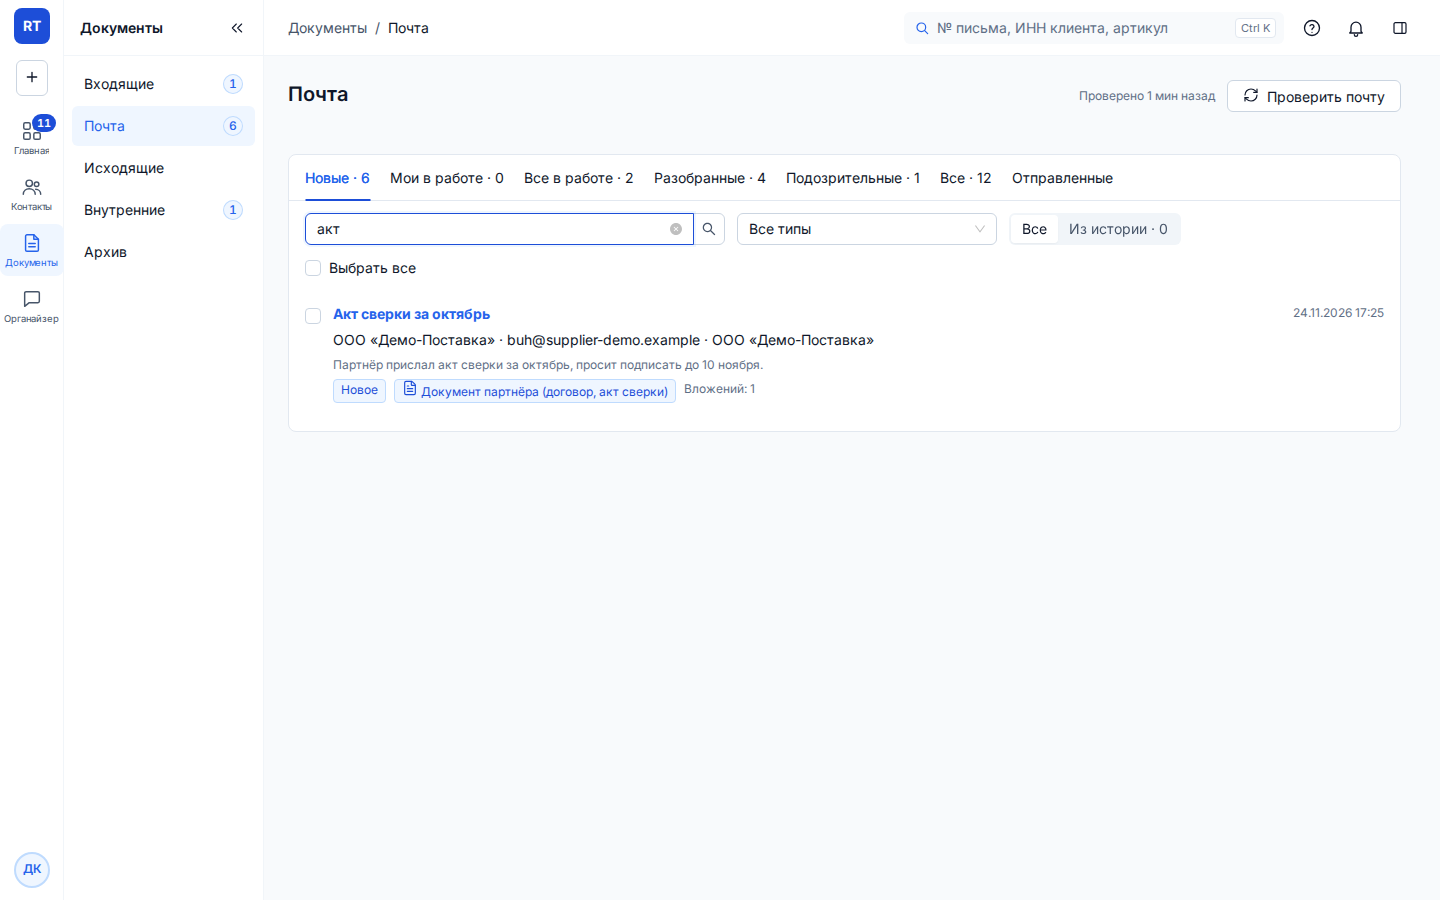 RT
Документы
Документы / Почта
№ письма, ИНН клиента, артикул
Ctrl K
11
Главная
Контакты
Документы
Органайзер
ДК
Входящие 1
Почта 6
Исходящие
Внутренние 1
Архив
Почта
Проверено 1 мин назад
Проверить почту
Новые · 6 Мои в работе · 0 Все в работе · 2 Разобранные · 4 Подозрительные · 1 Все · 12 Отправленные
акт
Все типы
Все Из истории · 0
Выбрать все
Акт сверки за октябрь
24.11.2026 17:25
ООО «Демо-Поставка» · buh@supplier-demo.example · ООО «Демо-Поставка»
Партнёр прислал акт сверки за октябрь, просит подписать до 10 ноября.
Новое Документ партнёра (договор, акт сверки) Вложений: 1